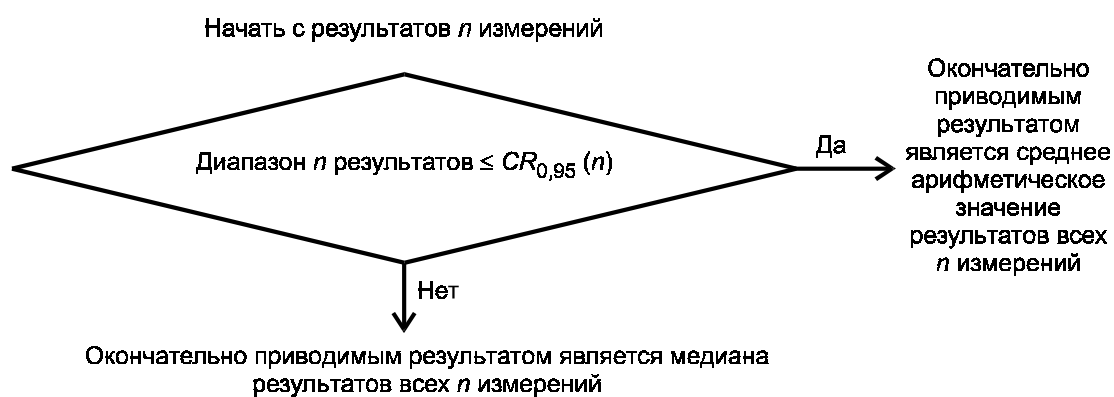 Начать с результатов n измерений
Диапазон n результатов ≤ CR0,95 (n)
Да
Окончательно
приводимым
результатом
является среднее
арифметическое
значение
результатов всех
n измерений
Нет
Окончательно приводимым результатом является медиана
результатов всех n измерений